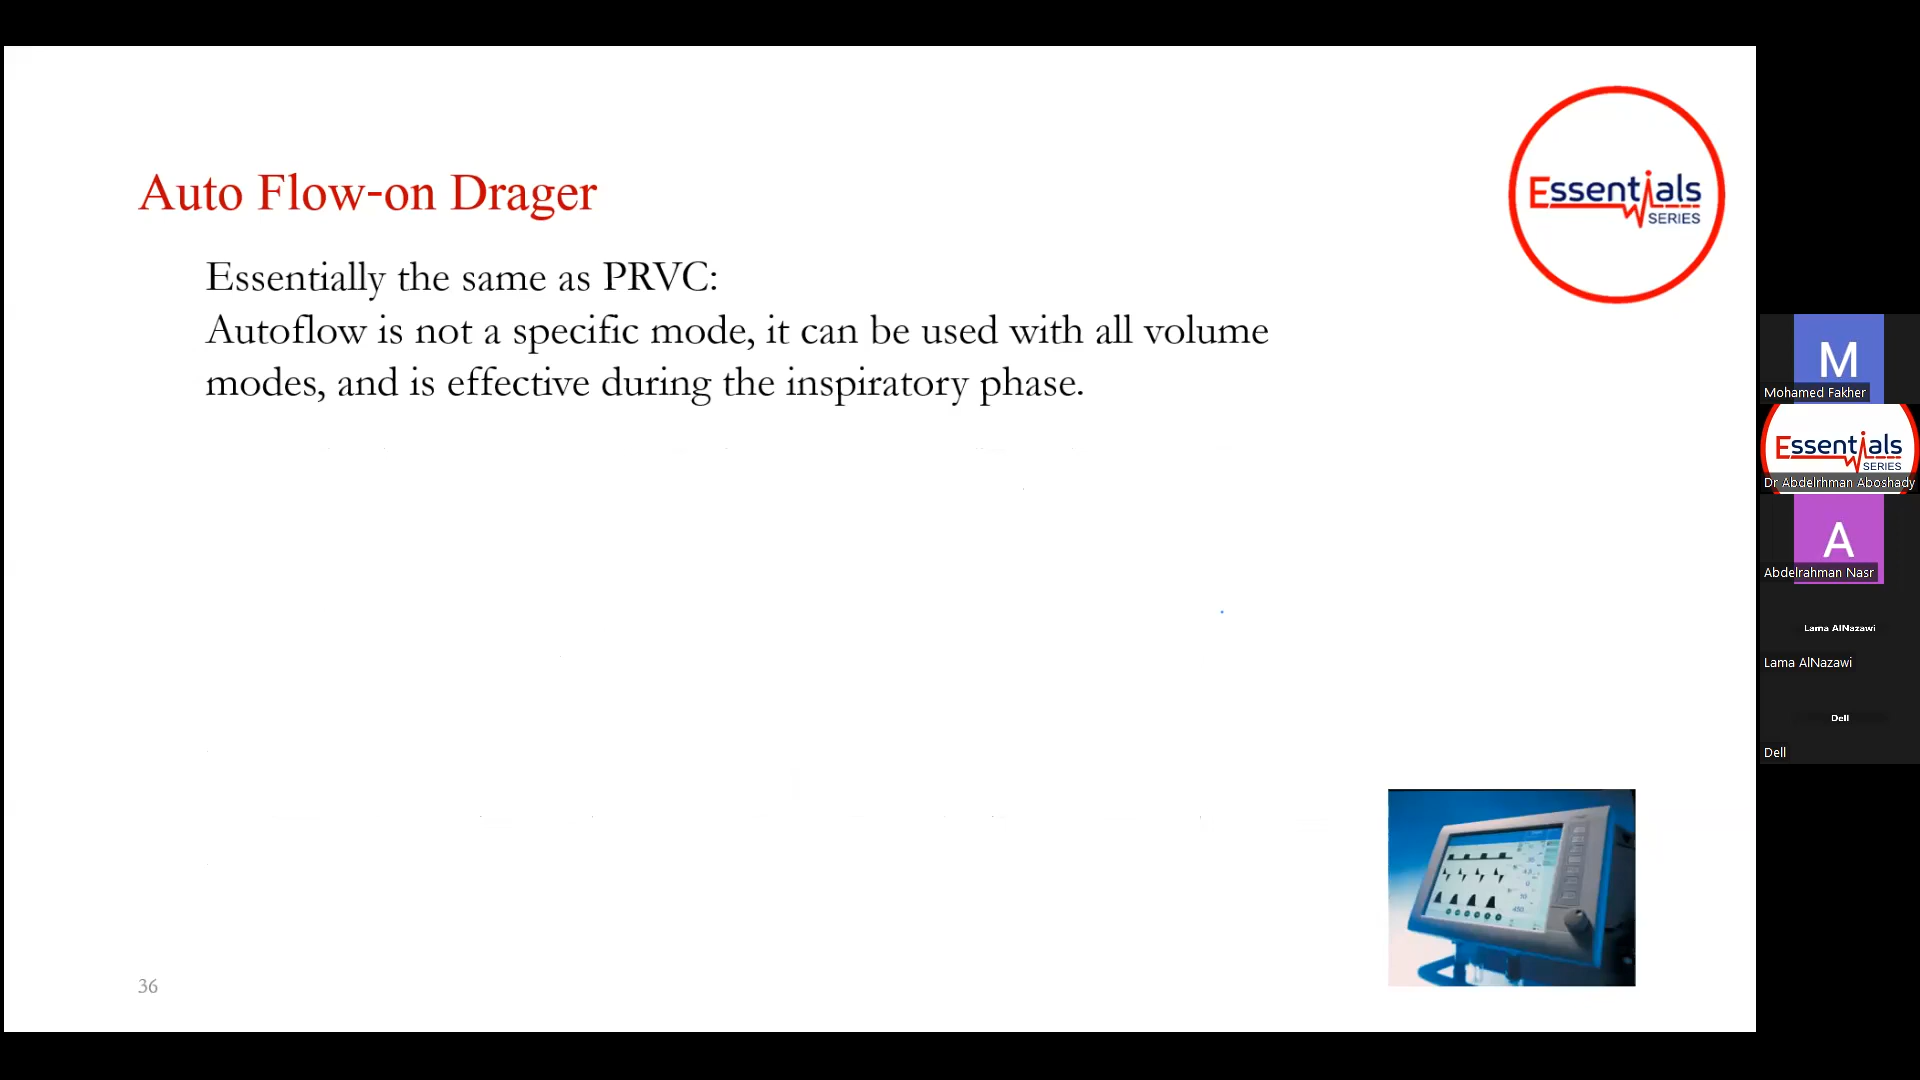 Auto Flow-on Drager
Essentially the same as PRVC:
Autoflow is not a specific mode, it can be used with all volume
modes, and is effective during the inspiratory phase.
36
Essentials
SERIES
M
Mohamed Fakher
Essentials
SERIES
Dr Abdelrhman Aboshady
A
Abdelrahman Nasr
Lama AlNazawi
Lama AlNazawi
Dell
Dell